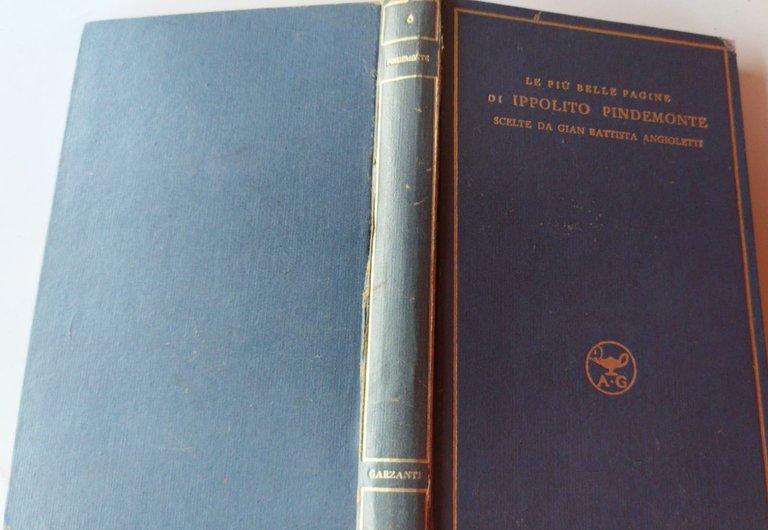 6
PINDEMONTE
GARZANTI
LE PIÙ BELLE PAGINE
DI IPPOLITO PINDEMONTE
SCELTE DA GIAN BATTISTA ANGIOLETTI
A·G